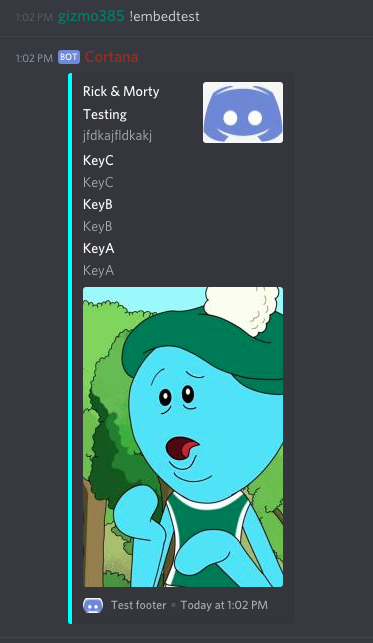 1:02 PM gizmo385 !embedtest
1:02 PM BOT Cortana
Rick & Morty
Testing
jfdkajfldkakj
KeyC
KeyC
KeyB
KeyB
KeyA
KeyA
Test footer • Today at 1:02 PM